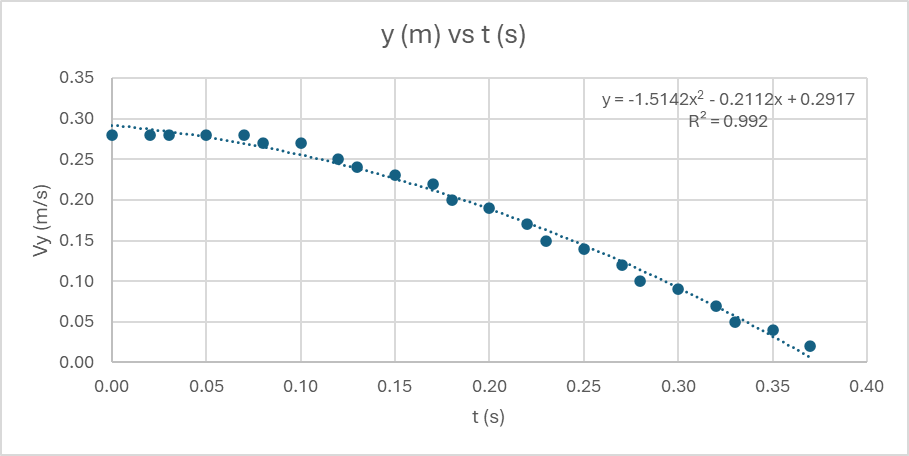 y (m) vs t (s)
y = -1.5142x² - 0.2112x + 0.2917
R² = 0.992
Vy (m/s)
0.35
0.30
0.25
0.20
0.15
0.10
0.05
0.00
0.00 0.05 0.10 0.15 0.20 0.25 0.30 0.35 0.40
t (s)